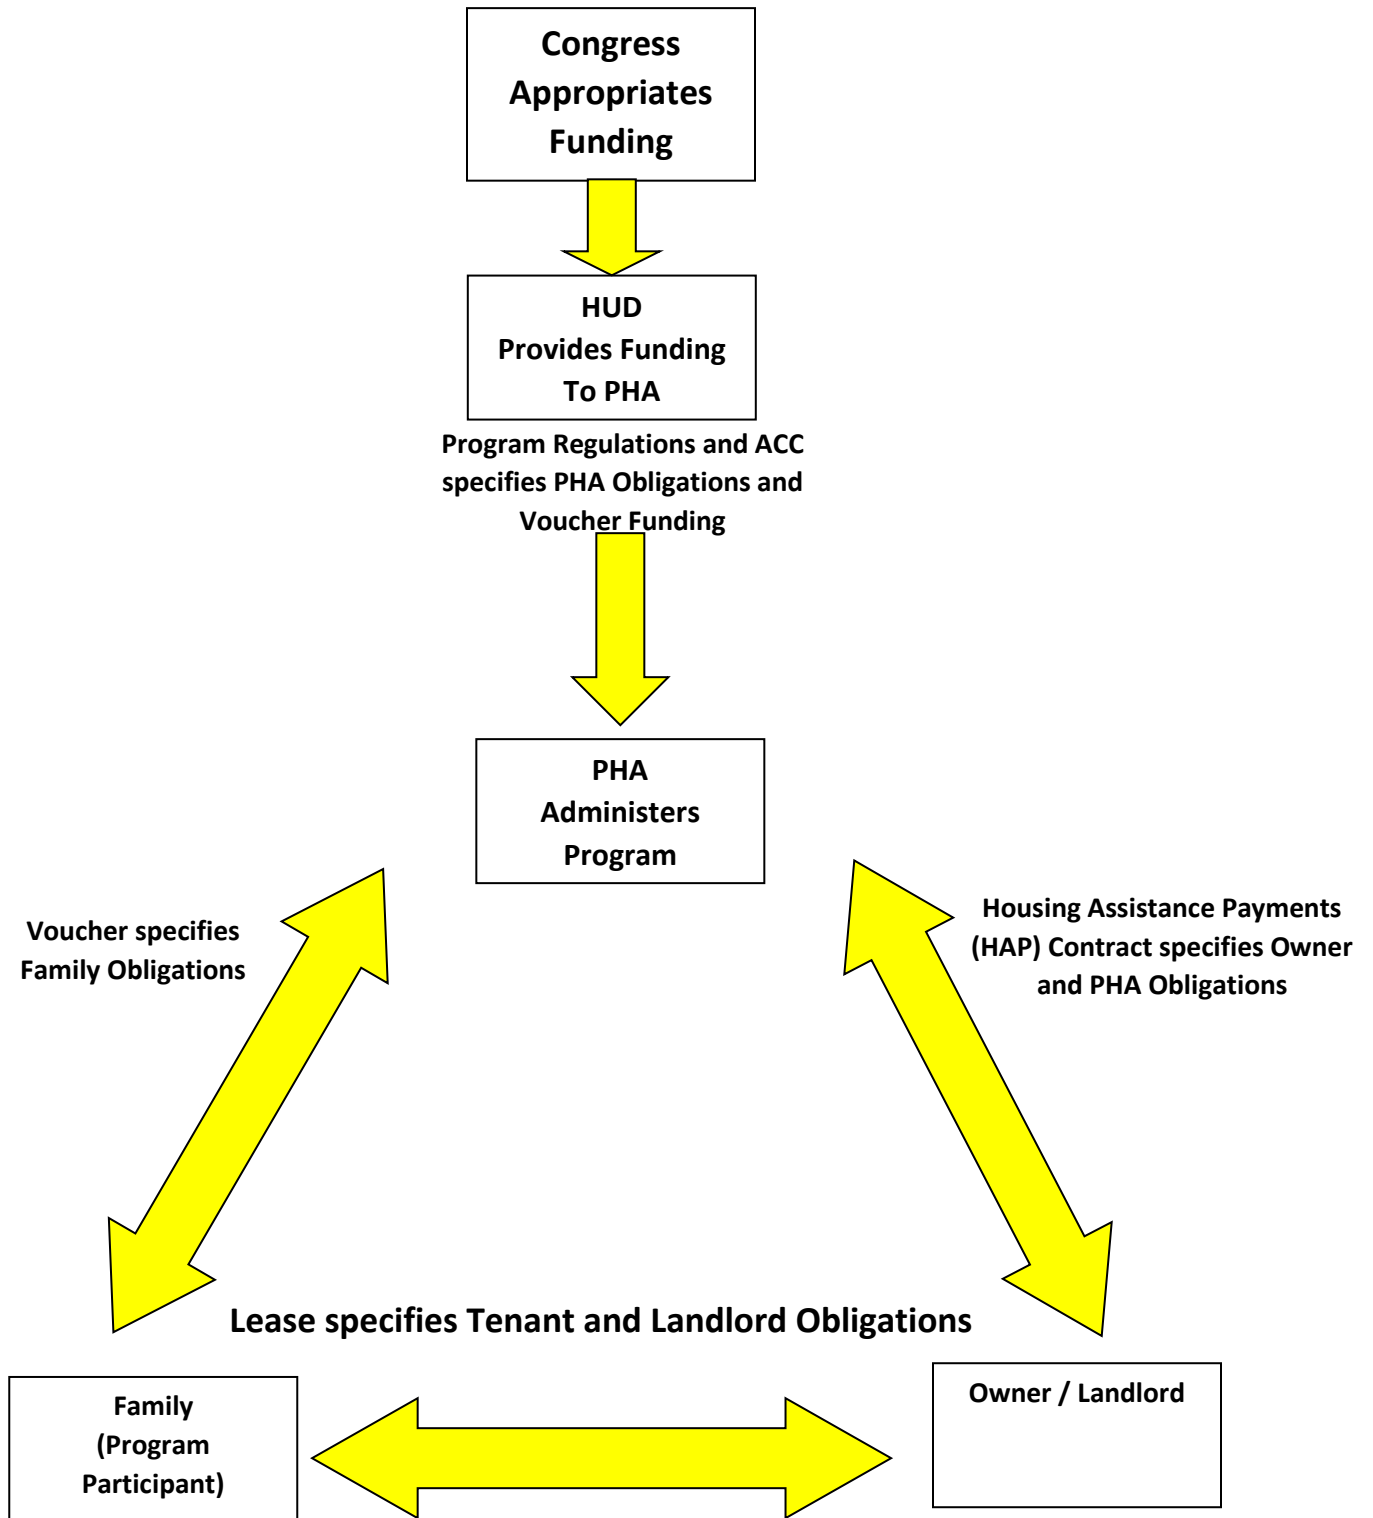 Congress
Appropriates
Funding
HUD
Provides Funding
To PHA
Program Regulations and ACC
specifies PHA Obligations and
Voucher Funding
PHA
Administers
Program
Voucher specifies
Family Obligations
Housing Assistance Payments
(HAP) Contract specifies Owner
and PHA Obligations
Lease specifies Tenant and Landlord Obligations
Family
(Program
Participant)
Owner / Landlord